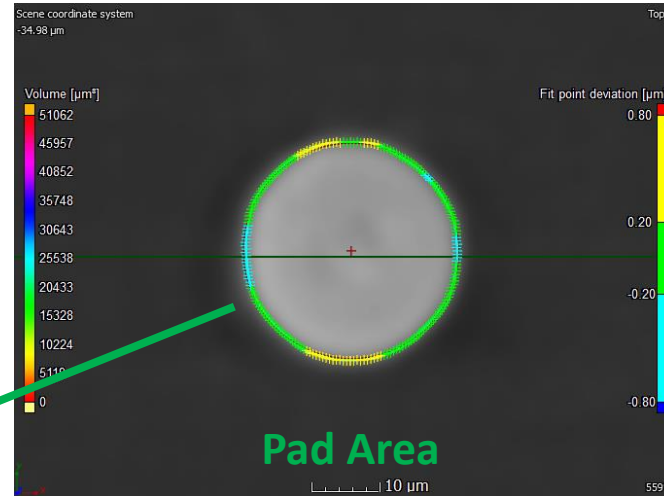 Scene coordinate system
-34.98 µm
Top
Volume [µm³]
51062
45957
40852
35748
30643
25538
20433
15328
10224
0
Fit point deviation [µm
0.80
0.20
-0.20
-0.80
Pad Area
10 µm
559